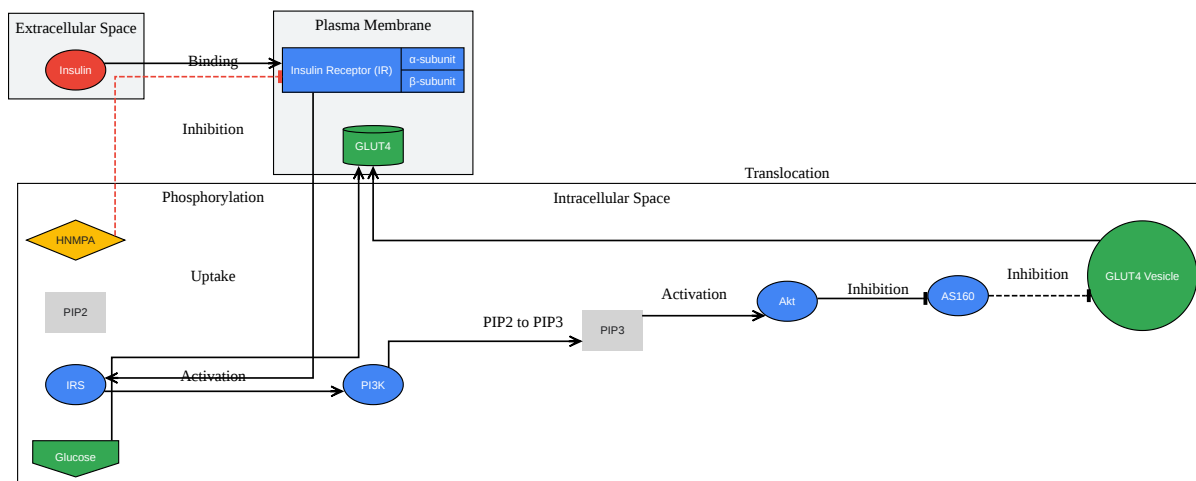 Extracellular Space
Plasma Membrane
Insulin
Binding
Insulin Receptor (IR)
α-subunit
β-subunit
Inhibition
GLUT4
Translocation
Phosphorylation
Intracellular Space
HNMPA
Uptake
GLUT4 Vesicle
PIP2
PIP2 to PIP3
PIP3
Activation
Akt
Inhibition
AS160
Inhibition
IRS
Activation
PI3K
Glucose